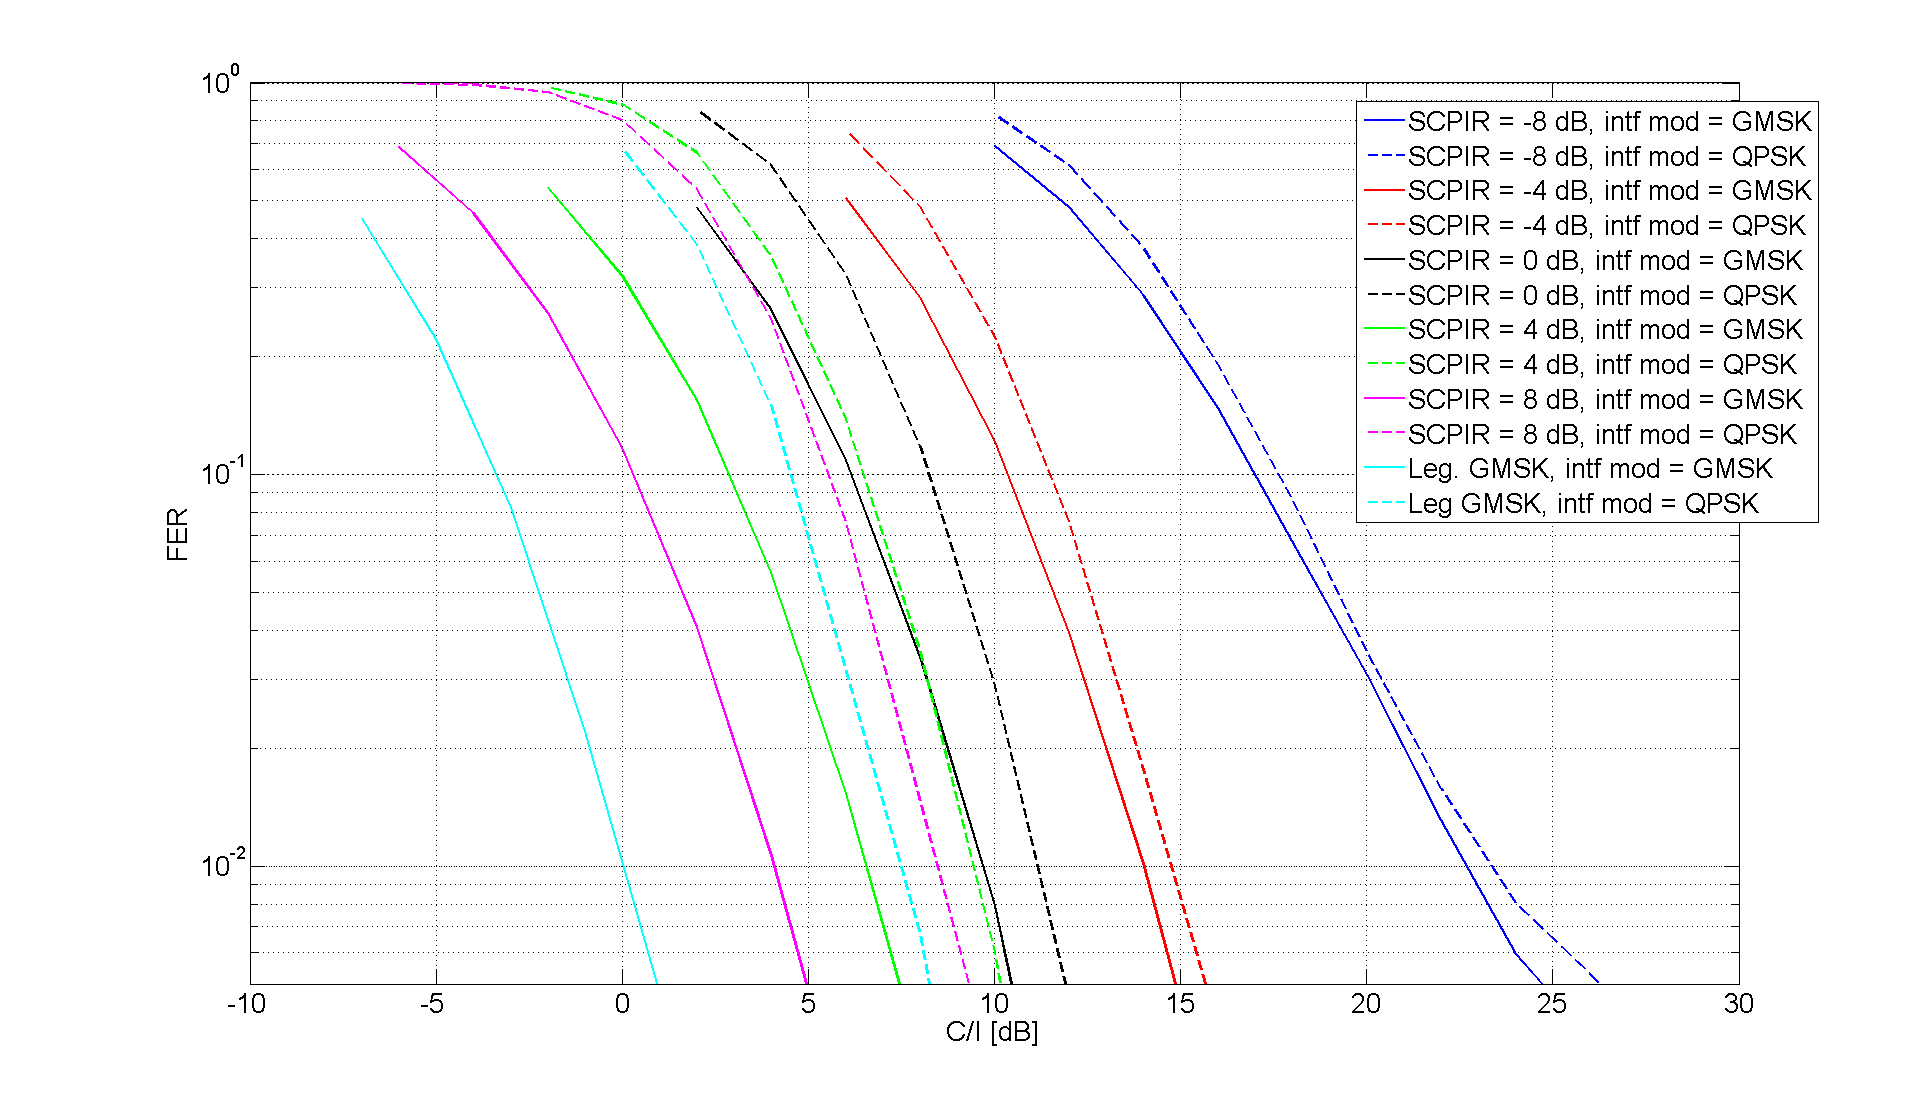 10^0
10^-1
10^-2
FER
-10 -5 0 5 10 15 20 25 30
C/I [dB]
SCPIR = -8 dB, intf mod = GMSK
SCPIR = -8 dB, intf mod = QPSK
SCPIR = -4 dB, intf mod = GMSK
SCPIR = -4 dB, intf mod = QPSK
SCPIR = 0 dB, intf mod = GMSK
SCPIR = 0 dB, intf mod = QPSK
SCPIR = 4 dB, intf mod = GMSK
SCPIR = 4 dB, intf mod = QPSK
SCPIR = 8 dB, intf mod = GMSK
SCPIR = 8 dB, intf mod = QPSK
Leg. GMSK, intf mod = GMSK
Leg GMSK, intf mod = QPSK